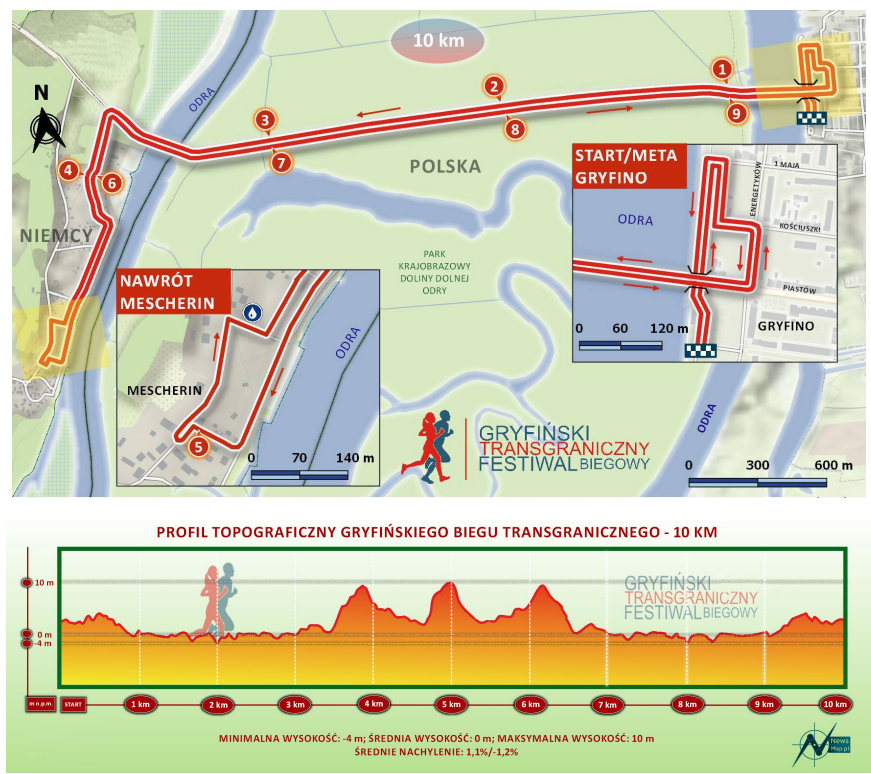 10 km
N
ODRA
1
2
3
9
8
7
4
6
POLSKA
NIEMCY
PARK
KRAJOBRAZOWY
DOLINY DOLNEJ
ODRY
START/META
GRYFINO
ODRA
1 MAJA
ENERGETYKÓW
KOŚCIUSZKI
PIASTÓW
GRYFINO
0 60 120 m
NAWRÓT
MESCHERIN
ODRA
MESCHERIN
5
0 70 140 m
GRYFIŃSKI
TRANSGRANICZNY
FESTIWAL BIEGOWY
ODRA
0 300 600 m
PROFIL TOPOGRAFICZNY GRYFIŃSKIEGO BIEGU TRANSGRANICZNEGO - 10 KM
10 m
0 m
-4 m
GRYFIŃSKI
TRANSGRANICZNY
FESTIWAL BIEGOWY
m n.p.m. START 1 km 2 km 3 km 4 km 5 km 6 km 7 km 8 km 9 km 10 km
MINIMALNA WYSOKOŚĆ: -4 m; ŚREDNIA WYSOKOŚĆ: 0 m; MAKSYMALNA WYSOKOŚĆ: 10 m
ŚREDNIE NACHYLENIE: 1,1%/-1,2%
N
News
Map.pl